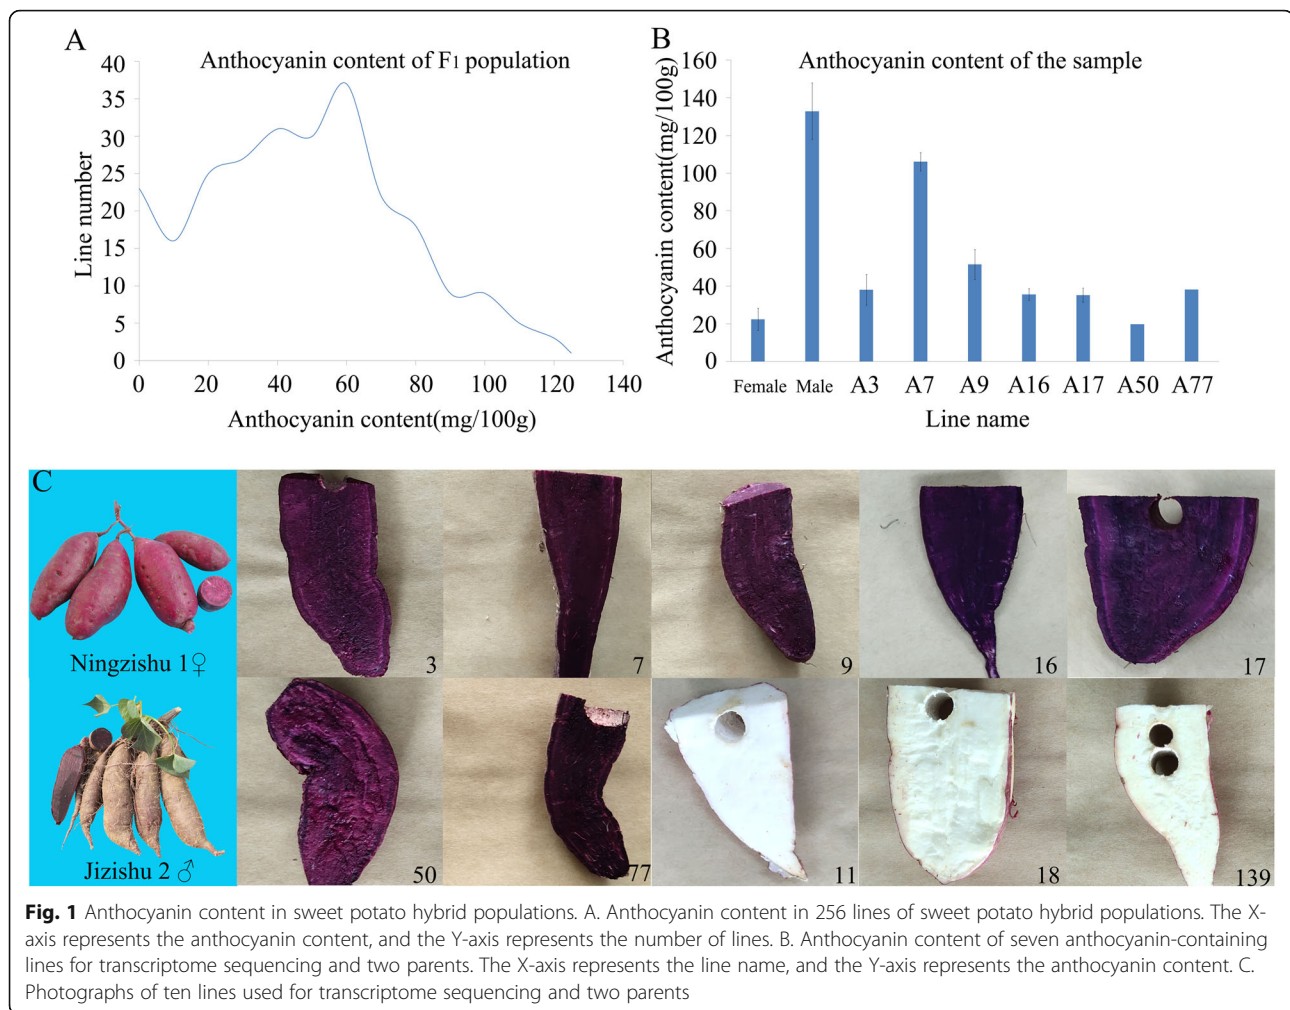 A
Anthocyanin content of F1 population
Line number
40
35
30
25
20
15
10
5
0
0 20 40 60 80 100 120 140
Anthocyanin content(mg/100g)
B
Anthocyanin content of the sample
Anthocyanin content(mg/100g)
160
140
120
100
80
60
40
20
0
Female Male A3 A7 A9 A16 A17 A50 A77
Line name
C
Ningzishu 1♀
3
7
9
16
17
Jizishu 2 ♂
50
77
11
18
139
Fig. 1 Anthocyanin content in sweet potato hybrid populations. A. Anthocyanin content in 256 lines of sweet potato hybrid populations. The X-
axis represents the anthocyanin content, and the Y-axis represents the number of lines. B. Anthocyanin content of seven anthocyanin-containing
lines for transcriptome sequencing and two parents. The X-axis represents the line name, and the Y-axis represents the anthocyanin content. C.
Photographs of ten lines used for transcriptome sequencing and two parents